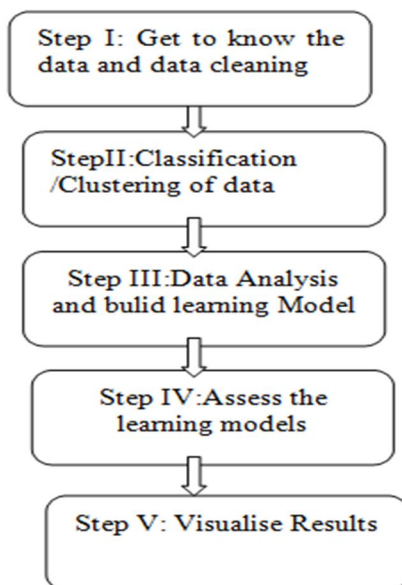 Step I: Get to know the
data and data cleaning
StepII:Classification
/Clustering of data
Step III:Data Analysis
and bulid learning Model
Step IV:Assess the
learning models
Step V: Visualise Results